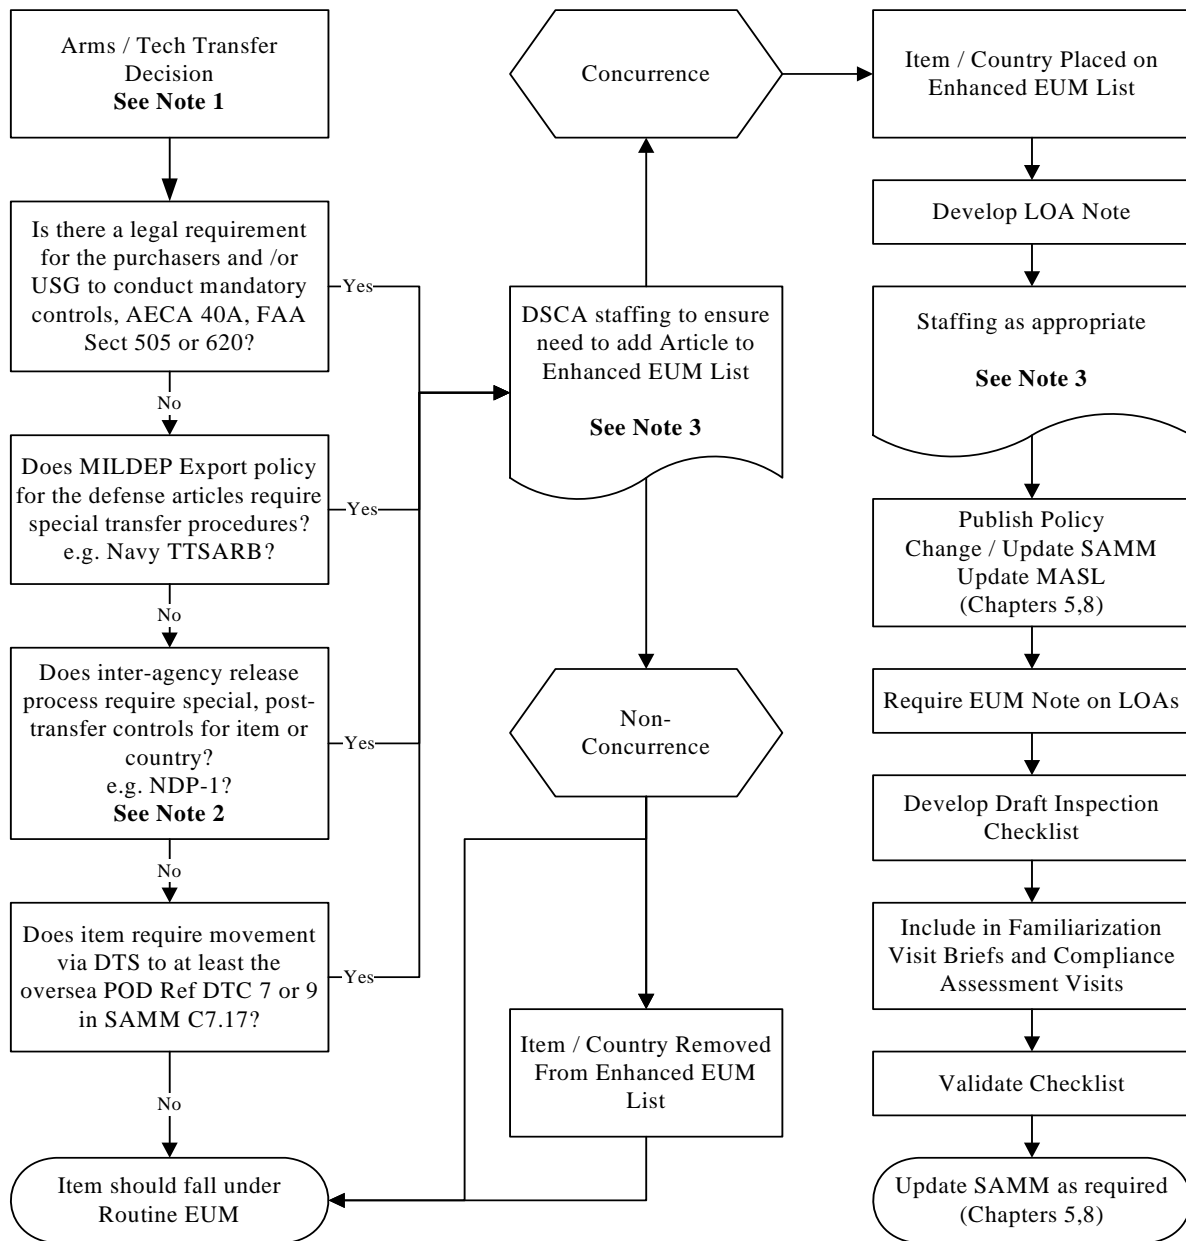 Arms / Tech Transfer
Decision
See Note 1
Is there a legal requirement
for the purchasers and /or
USG to conduct mandatory
controls, AECA 40A, FAA
Sect 505 or 620?
Yes
No
Does MILDEP Export policy
for the defense articles require
special transfer procedures?
e.g. Navy TTSARB?
Yes
No
Does inter-agency release
process require special, post-
transfer controls for item or
country?
e.g. NDP-1?
See Note 2
Yes
No
Does item require movement
via DTS to at least the
oversea POD Ref DTC 7 or 9
in SAMM C7.17?
Yes
No
Item should fall under
Routine EUM
Concurrence
DSCA staffing to ensure
need to add Article to
Enhanced EUM List
See Note 3
Non-
Concurrence
Item / Country Removed
From Enhanced EUM
List
Item / Country Placed on
Enhanced EUM List
Develop LOA Note
Staffing as appropriate
See Note 3
Publish Policy
Change / Update SAMM
Update MASL
(Chapters 5,8)
Require EUM Note on LOAs
Develop Draft Inspection
Checklist
Include in Familiarization
Visit Briefs and Compliance
Assessment Visits
Validate Checklist
Update SAMM as required
(Chapters 5,8)